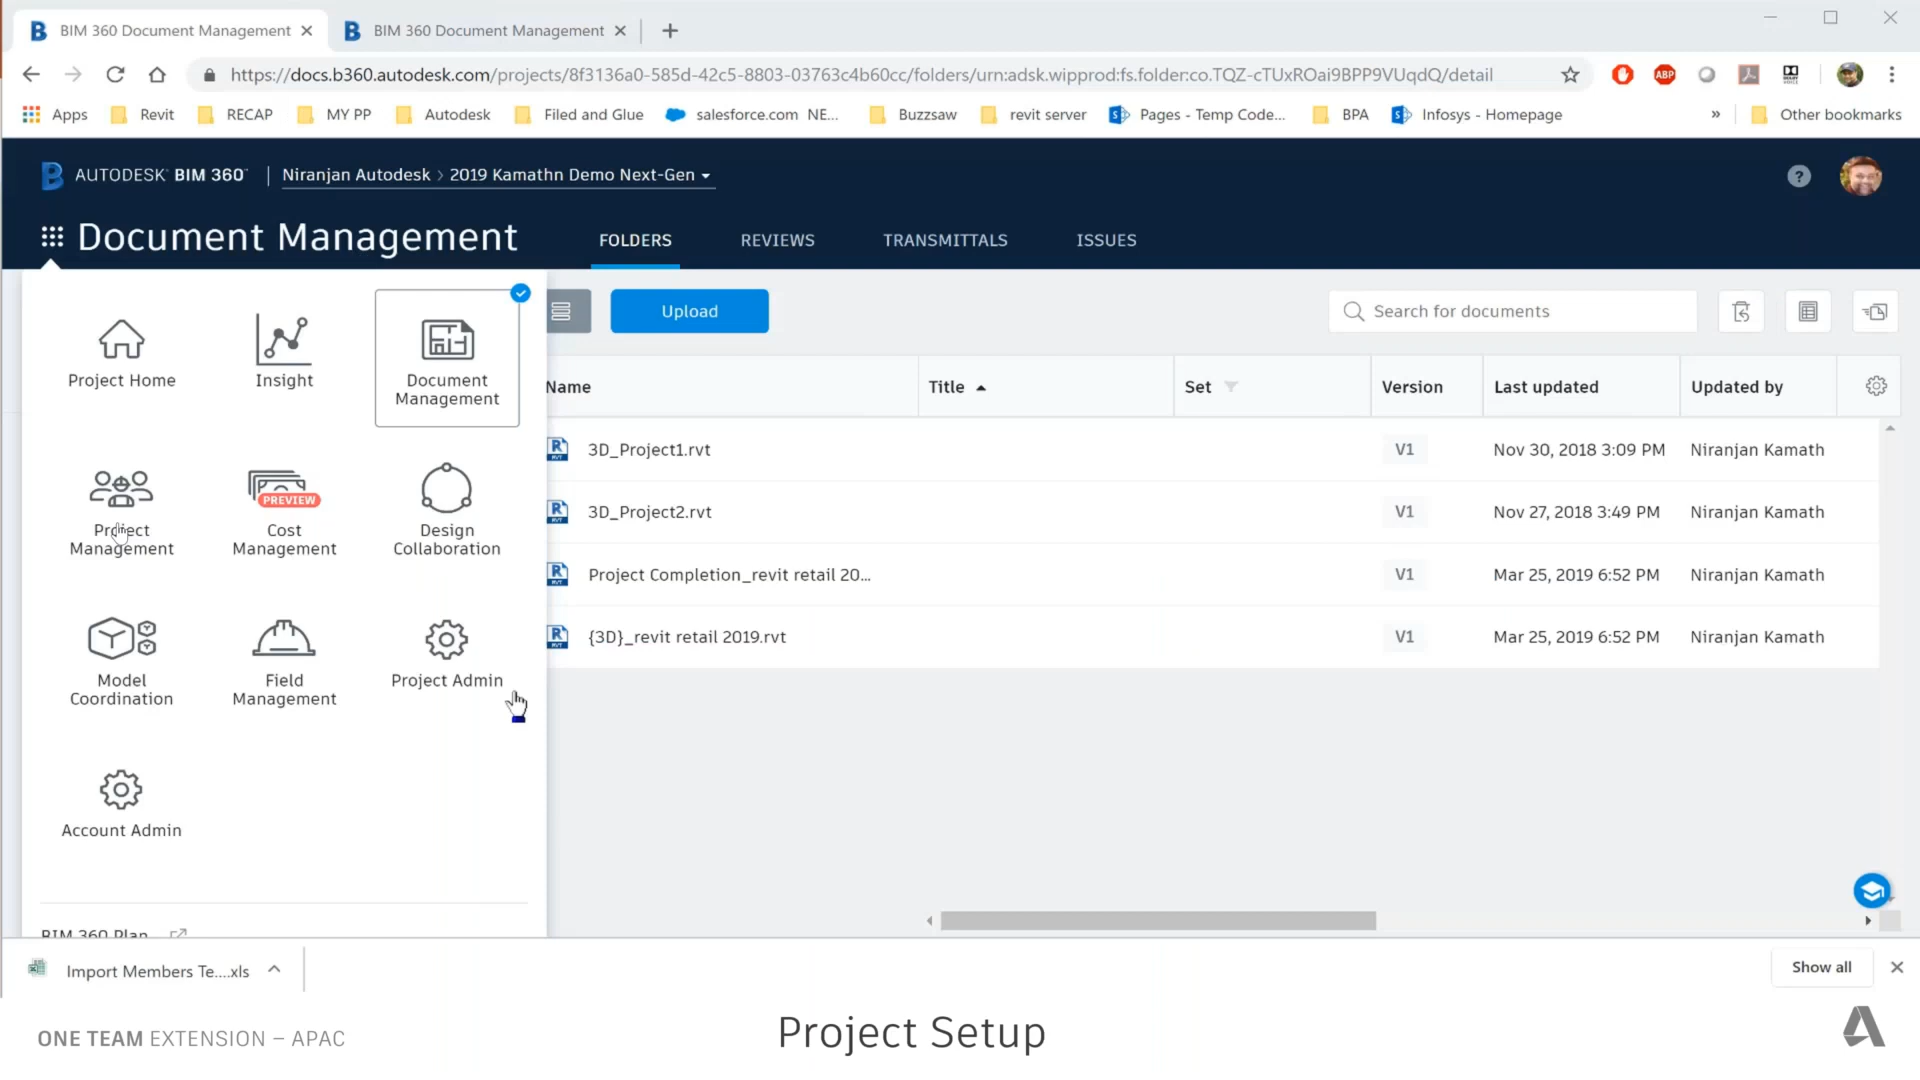 BIM 360 Document Management
BIM 360 Document Management
https://docs.b360.autodesk.com/projects/8f3136a0-585d-42c5-8803-03763c4b60cc/folders/urn:adsk.wipprod:fs.folder:co.TQZ-cTUxROai9BPP9VUqdQ/detail
ABP
Apps Revit RECAP MY PP Autodesk Filed and Glue salesforce.com NE... Buzzsaw revit server Pages - Temp Code... BPA Infosys - Homepage » Other bookmarks
AUTODESK BIM 360 Niranjan Autodesk > 2019 Kamathn Demo Next-Gen
Document Management FOLDERS REVIEWS TRANSMITTALS ISSUES
Project Home
Insight
Document
Management
Project
Management
PREVIEW
Cost
Management
Design
Collaboration
Model
Coordination
Field
Management
Project Admin
Account Admin
BIM 360 Plan
Upload
Search for documents
Name Title Set Version Last updated Updated by
3D_Project1.rvt V1 Nov 30, 2018 3:09 PM Niranjan Kamath
3D_Project2.rvt V1 Nov 27, 2018 3:49 PM Niranjan Kamath
Project Completion_revit retail 20... V1 Mar 25, 2019 6:52 PM Niranjan Kamath
{3D}_revit retail 2019.rvt V1 Mar 25, 2019 6:52 PM Niranjan Kamath
Import Members Te....xls
Show all
ONE TEAM EXTENSION – APAC
Project Setup